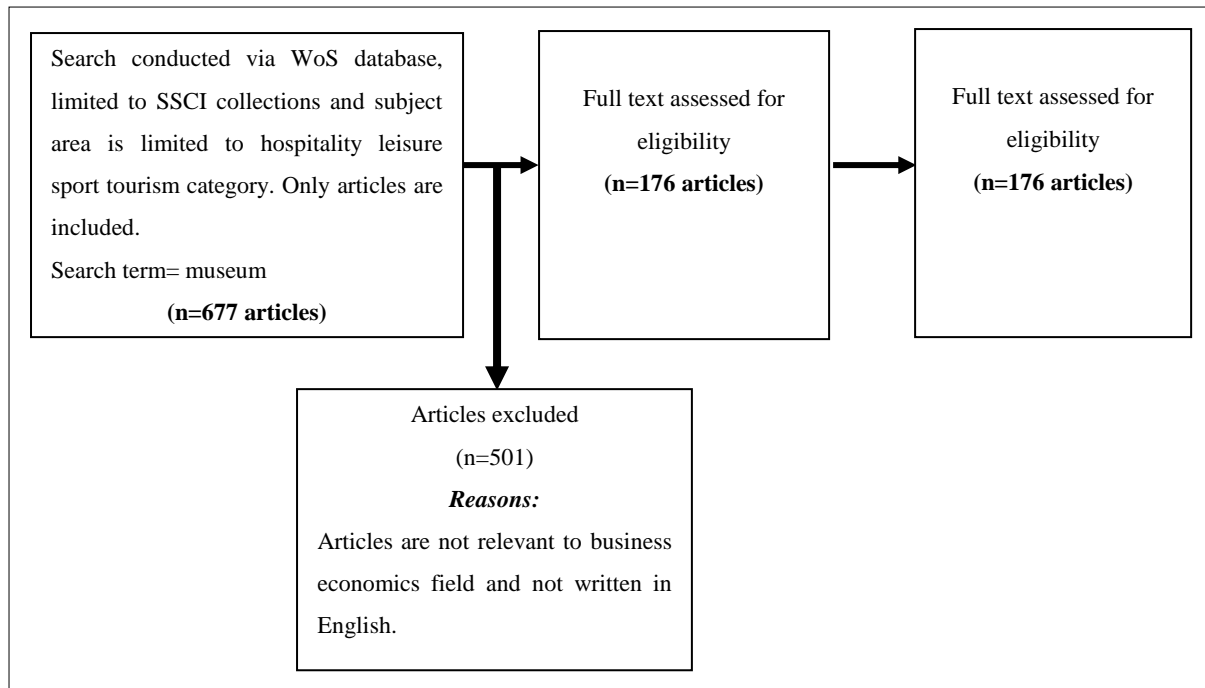 Search conducted via WoS database,
limited to SSCI collections and subject
area is limited to hospitality leisure
sport tourism category. Only articles are
included.
Search term= museum
(n=677 articles)
Full text assessed for
eligibility
(n=176 articles)
Full text assessed for
eligibility
(n=176 articles)
Articles excluded
(n=501)
Reasons:
Articles are not relevant to business
economics field and not written in
English.